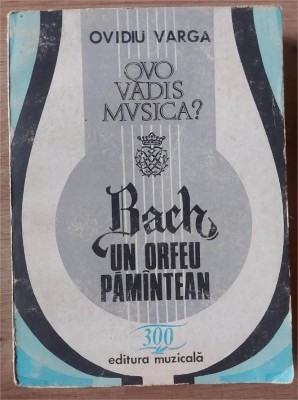 OVIDIU VARGA
QVO
VADIS
MVSICA?
Bach
UN ORFEU
PĂMÎNTEAN
300
editura muzicală